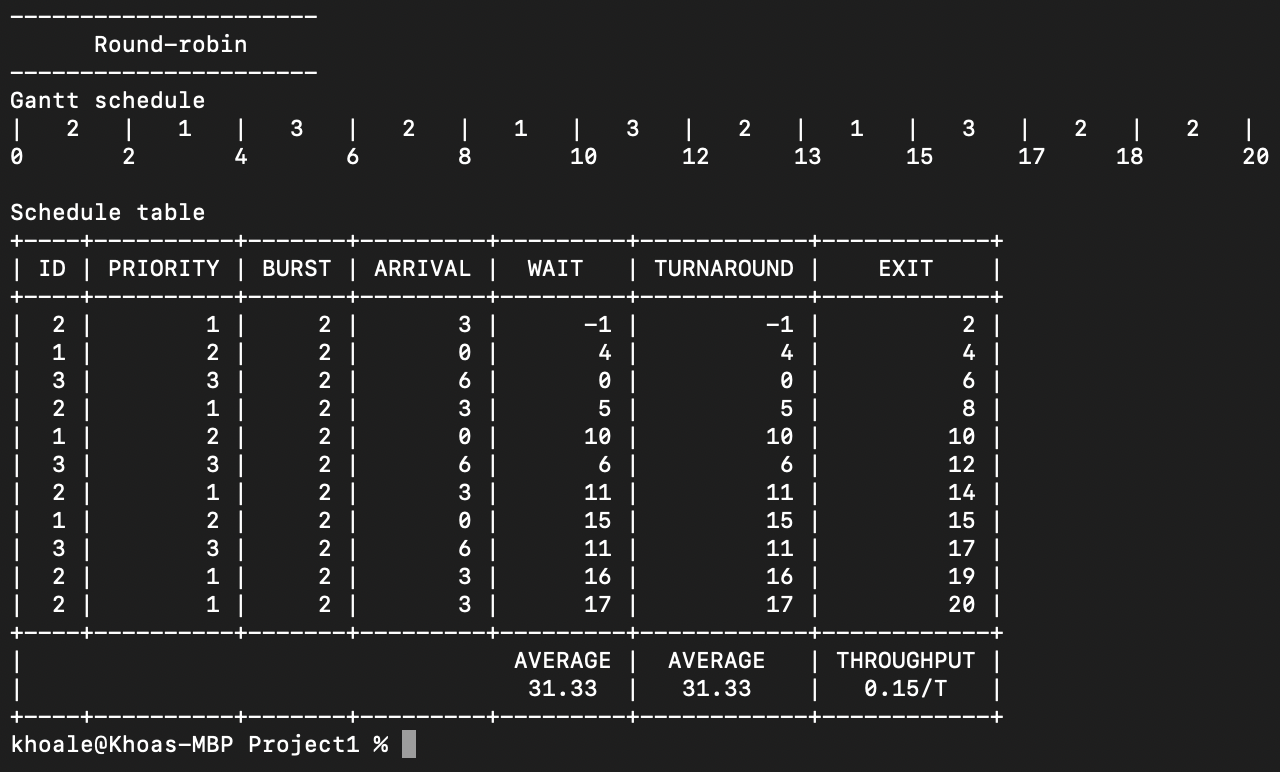 ----------------------
      Round-robin
----------------------
Gantt schedule
|   2   |   1   |   3   |   2   |   1   |   3   |   2   |   1   |   3   |   2   |   2   |
0       2       4       6       8       10      12      13      15      17     18       20

Schedule table
+----+----------+-------+---------+---------+------------+------------+
| ID | PRIORITY | BURST | ARRIVAL |  WAIT   | TURNAROUND |    EXIT    |
+----+----------+-------+---------+---------+------------+------------+
|  2 |        1 |     2 |       3 |      -1 |         -1 |          2 |
|  1 |        2 |     2 |       0 |       4 |          4 |          4 |
|  3 |        3 |     2 |       6 |       0 |          0 |          6 |
|  2 |        1 |     2 |       3 |       5 |          5 |          8 |
|  1 |        2 |     2 |       0 |      10 |         10 |         10 |
|  3 |        3 |     2 |       6 |       6 |          6 |         12 |
|  2 |        1 |     2 |       3 |      11 |         11 |         14 |
|  1 |        2 |     2 |       0 |      15 |         15 |         15 |
|  3 |        3 |     2 |       6 |      11 |         11 |         17 |
|  2 |        1 |     2 |       3 |      16 |         16 |         19 |
|  2 |        1 |     2 |       3 |      17 |         17 |         20 |
+----+----------+-------+---------+---------+------------+------------+
|                                   AVERAGE |  AVERAGE   | THROUGHPUT |
|                                    31.33  |   31.33    |   0.15/T   |
+----+----------+-------+---------+---------+------------+------------+
khoale@Khoas-MBP Project1 %